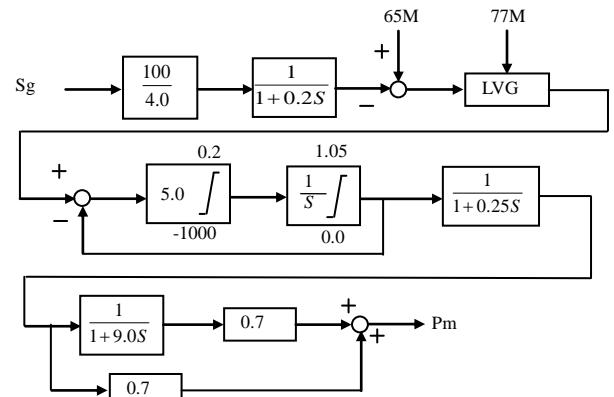 65M 77M
+
Sg 100/4.0 1/(1+0.2S) − LVG
0.2 1.05
+
5.0 1/S 1/(1+0.25S)
−
-1000 0.0
1/(1+9.0S) 0.7 + Pm
+
0.7